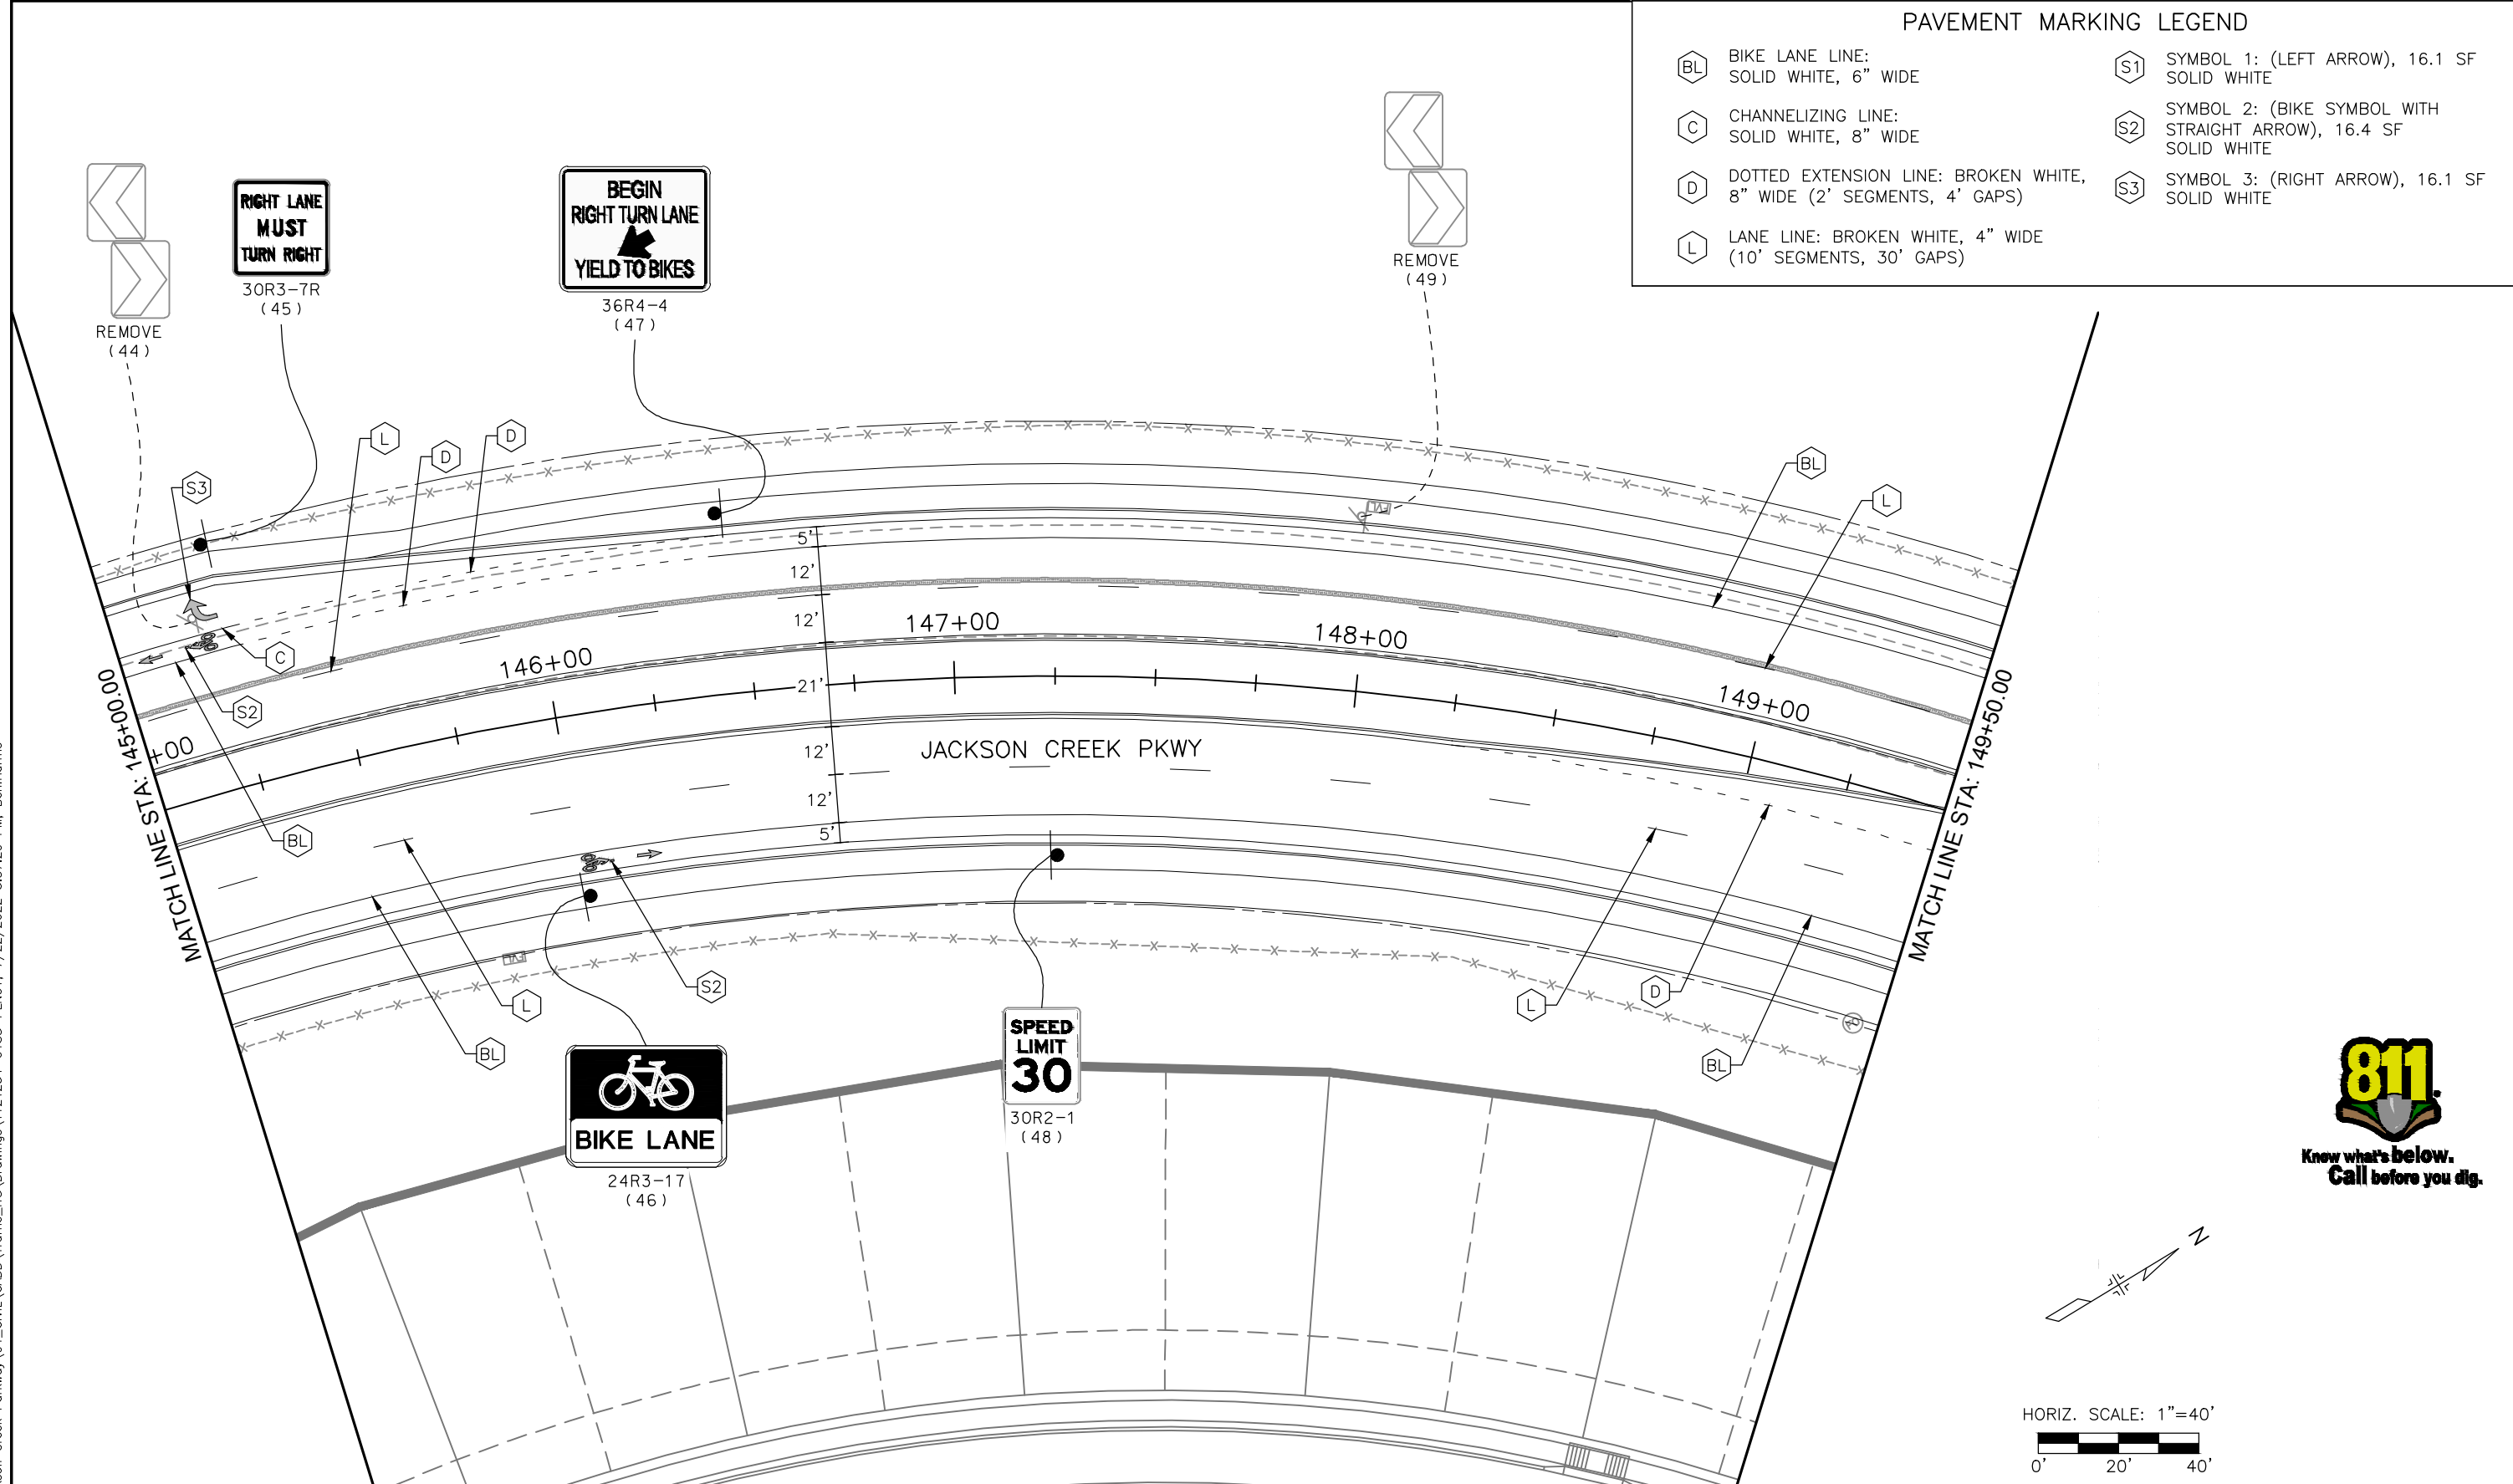 PAVEMENT MARKING LEGEND
BL
BIKE LANE LINE:
SOLID WHITE, 6" WIDE
C
CHANNELIZING LINE:
SOLID WHITE, 8" WIDE
D
DOTTED EXTENSION LINE: BROKEN WHITE,
8" WIDE (2' SEGMENTS, 4' GAPS)
L
LANE LINE: BROKEN WHITE, 4" WIDE
(10' SEGMENTS, 30' GAPS)
S1
SYMBOL 1: (LEFT ARROW), 16.1 SF
SOLID WHITE
S2
SYMBOL 2: (BIKE SYMBOL WITH
STRAIGHT ARROW), 16.4 SF
SOLID WHITE
S3
SYMBOL 3: (RIGHT ARROW), 16.1 SF
SOLID WHITE
REMOVE
(44)
RIGHT LANE
MUST
TURN RIGHT
30R3-7R
(45)
BEGIN
RIGHT TURN LANE
YIELD TO BIKES
36R4-4
(47)
REMOVE
(49)
L
D
D
S3
BL
L
C
S2
BL
5'
12'
12'
21'
12'
12'
5'
+00
146+00
147+00
148+00
149+00
JACKSON CREEK PKWY
MATCH LINE STA: 145+00.00
MATCH LINE STA: 149+50.00
L
BL
S2
L
D
BL
BIKE LANE
24R3-17
(46)
SPEED
LIMIT
30
30R2-1
(48)
811
Know what's below.
Call before you dig.
N
HORIZ. SCALE: 1"=40'
0' 20' 40'